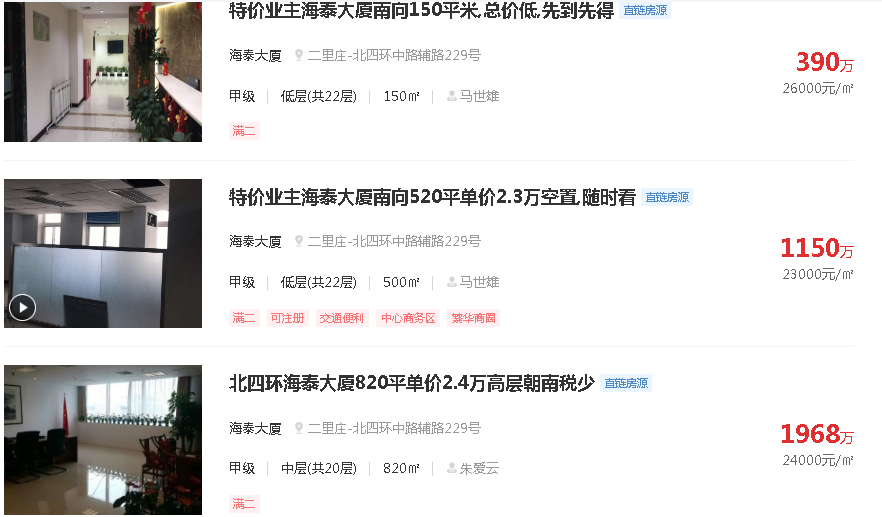 特价业主海泰大厦南向150平米,总价低,先到先得 直链房源
海泰大厦 二里庄-北四环中路辅路229号
390万
26000元/㎡
甲级 低层(共22层) 150㎡ 马世雄
满二
特价业主海泰大厦南向520平单价2.3万空置,随时看 直链房源
海泰大厦 二里庄-北四环中路辅路229号
1150万
23000元/㎡
甲级 低层(共22层) 500㎡ 马世雄
满二 可注册 交通便利 中心商务区 繁华商圈
北四环海泰大厦820平单价2.4万高层朝南税少 直链房源
海泰大厦 二里庄-北四环中路辅路229号
1968万
24000元/㎡
甲级 中层(共20层) 820㎡ 朱爱云
满二